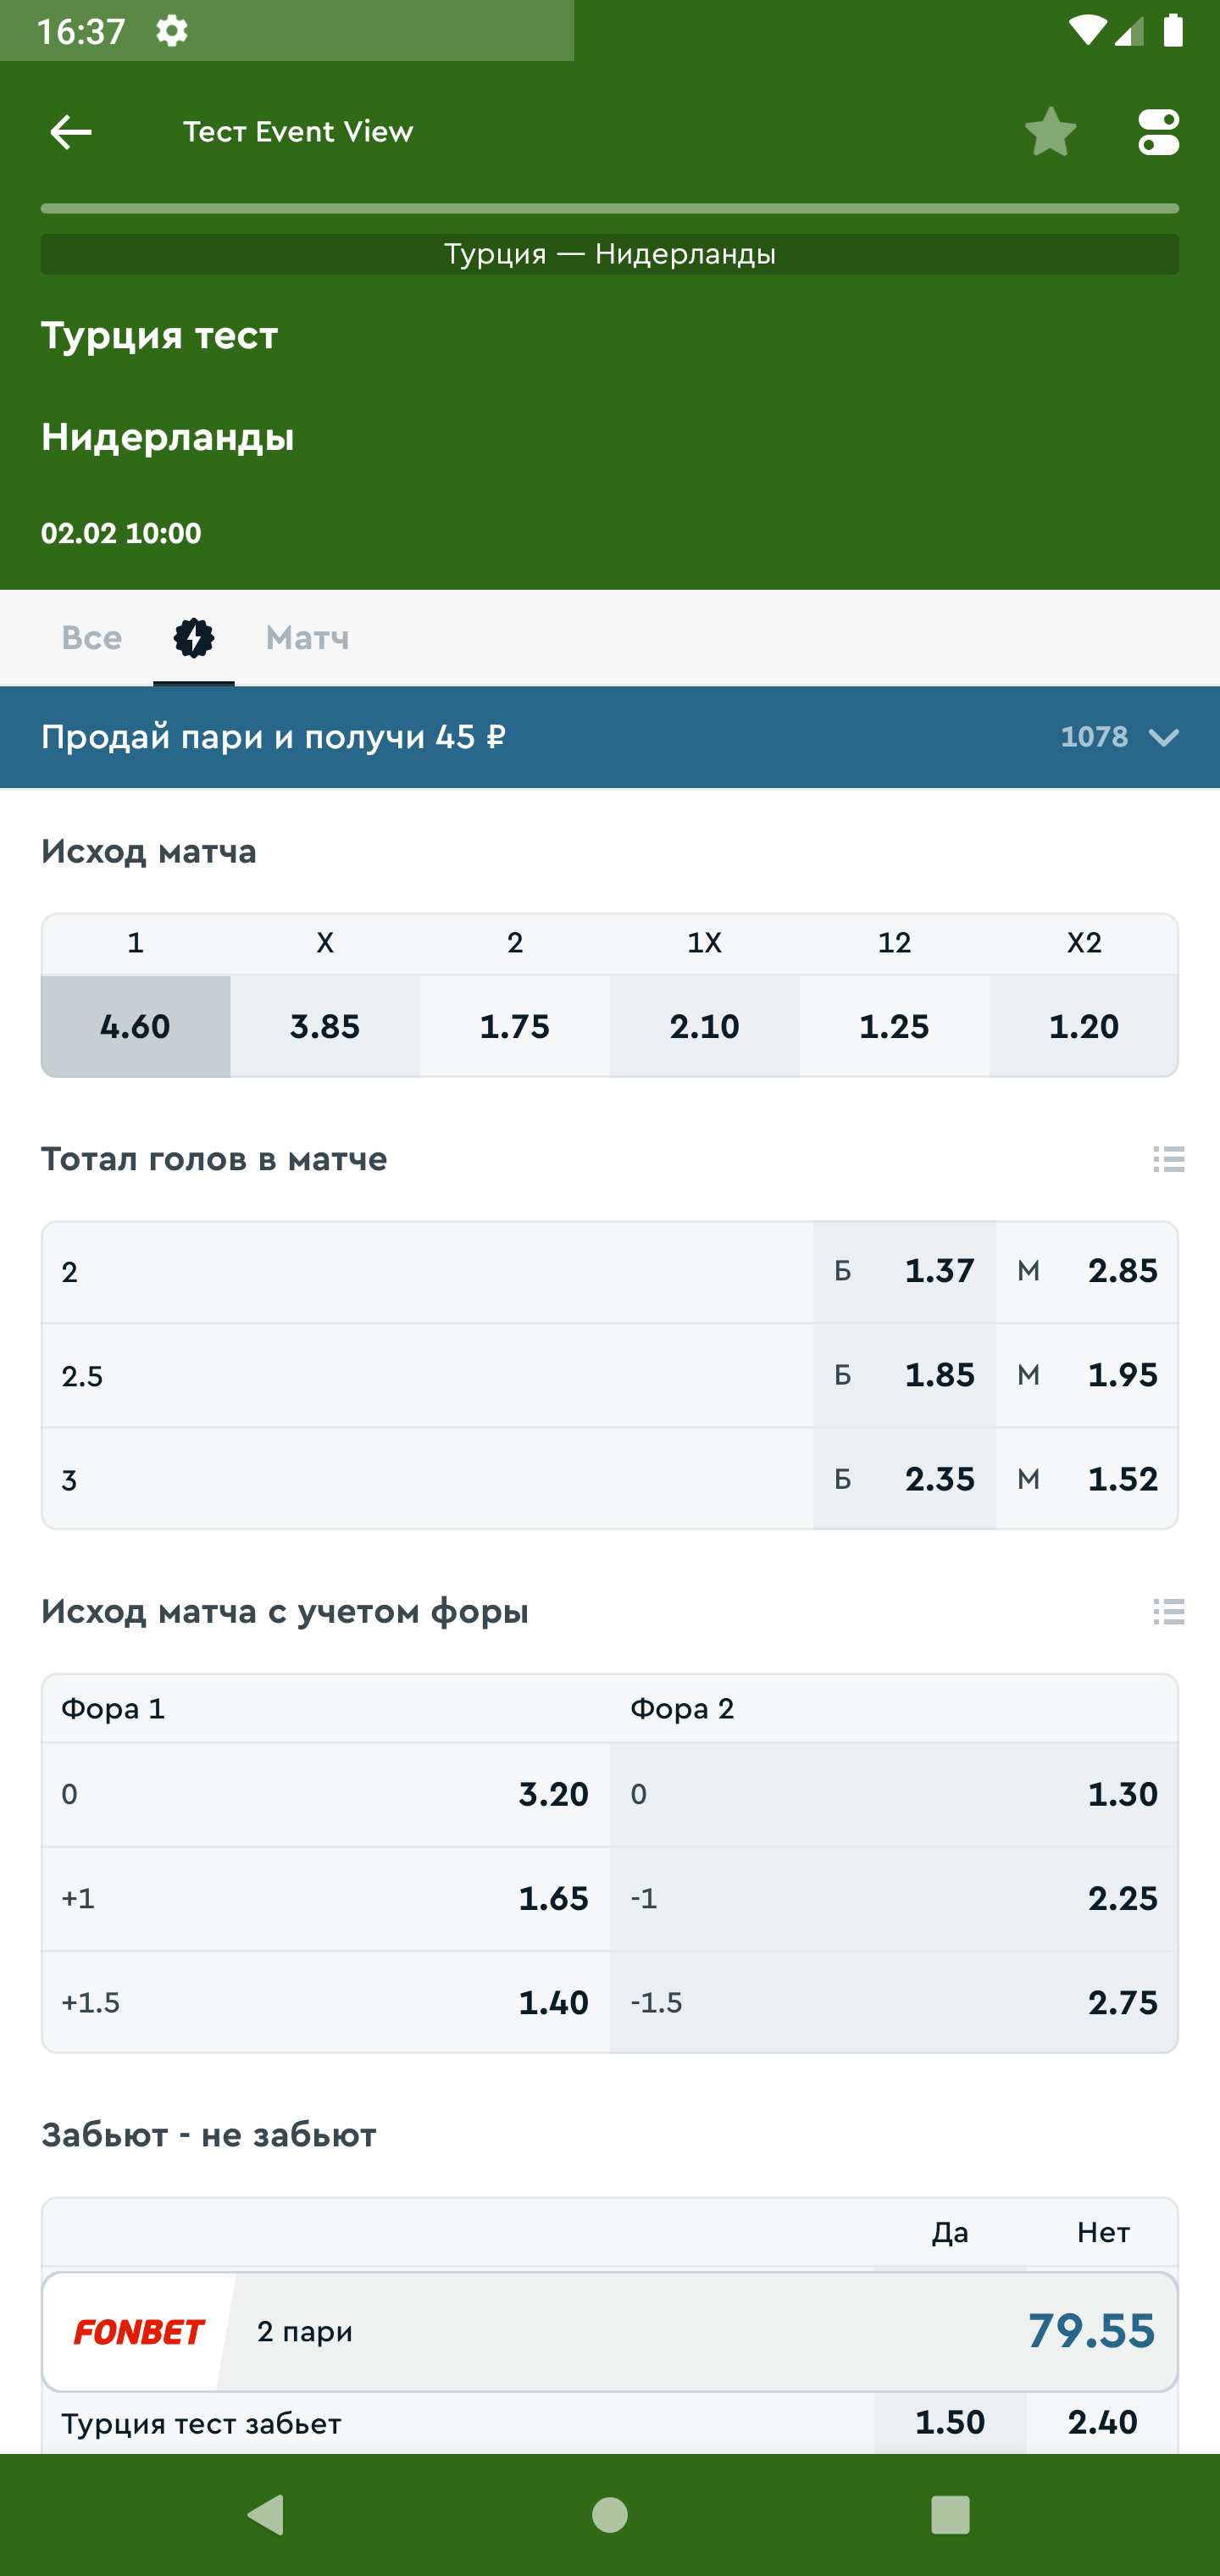 16:37
Тест Event View
Турция — Нидерланды
Турция тест
Нидерланды
02.02 10:00
Все Матч
Продай пари и получи 45 ₽ 1078
Исход матча
1 X 2 1X 12 X2
4.60 3.85 1.75 2.10 1.25 1.20
Тотал голов в матче
2 Б 1.37 М 2.85
2.5 Б 1.85 М 1.95
3 Б 2.35 М 1.52
Исход матча с учетом форы
Фора 1 Фора 2
0 3.20 0 1.30
+1 1.65 -1 2.25
+1.5 1.40 -1.5 2.75
Забьют - не забьют
Да Нет
FONBET 2 пари 79.55
Турция тест забьет 1.50 2.40